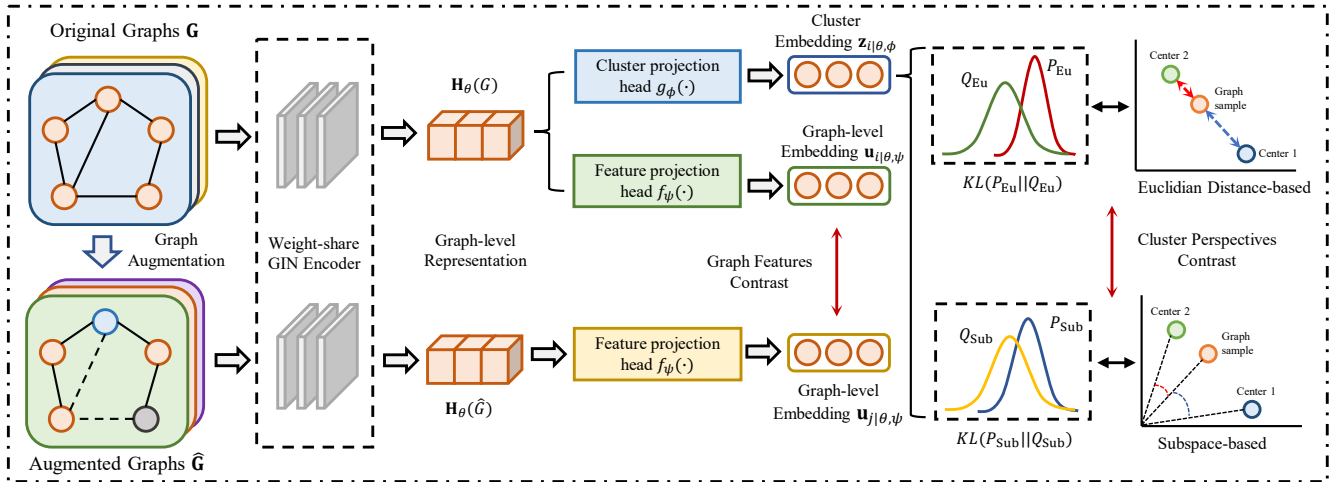 Original Graphs G
Graph
Augmentation
Augmented Graphs Ĝ
Weight-share
GIN Encoder
H_θ(G)
Graph-level
Representation
H_θ(Ĝ)
Cluster projection
head g_ϕ(·)
Feature projection
head f_ψ(·)
Feature projection
head f_ψ(·)
Cluster
Embedding z_{i|θ,ϕ}
Graph-level
Embedding u_{i|θ,ψ}
Graph Features
Contrast
Graph-level
Embedding u_{j|θ,ψ}
Q_Eu
P_Eu
KL(P_Eu||Q_Eu)
Q_Sub
P_Sub
KL(P_Sub||Q_Sub)
Center 2
Graph
sample
Center 1
Euclidian Distance-based
Cluster Perspectives
Contrast
Center 2
Graph
sample
Center 1
Subspace-based